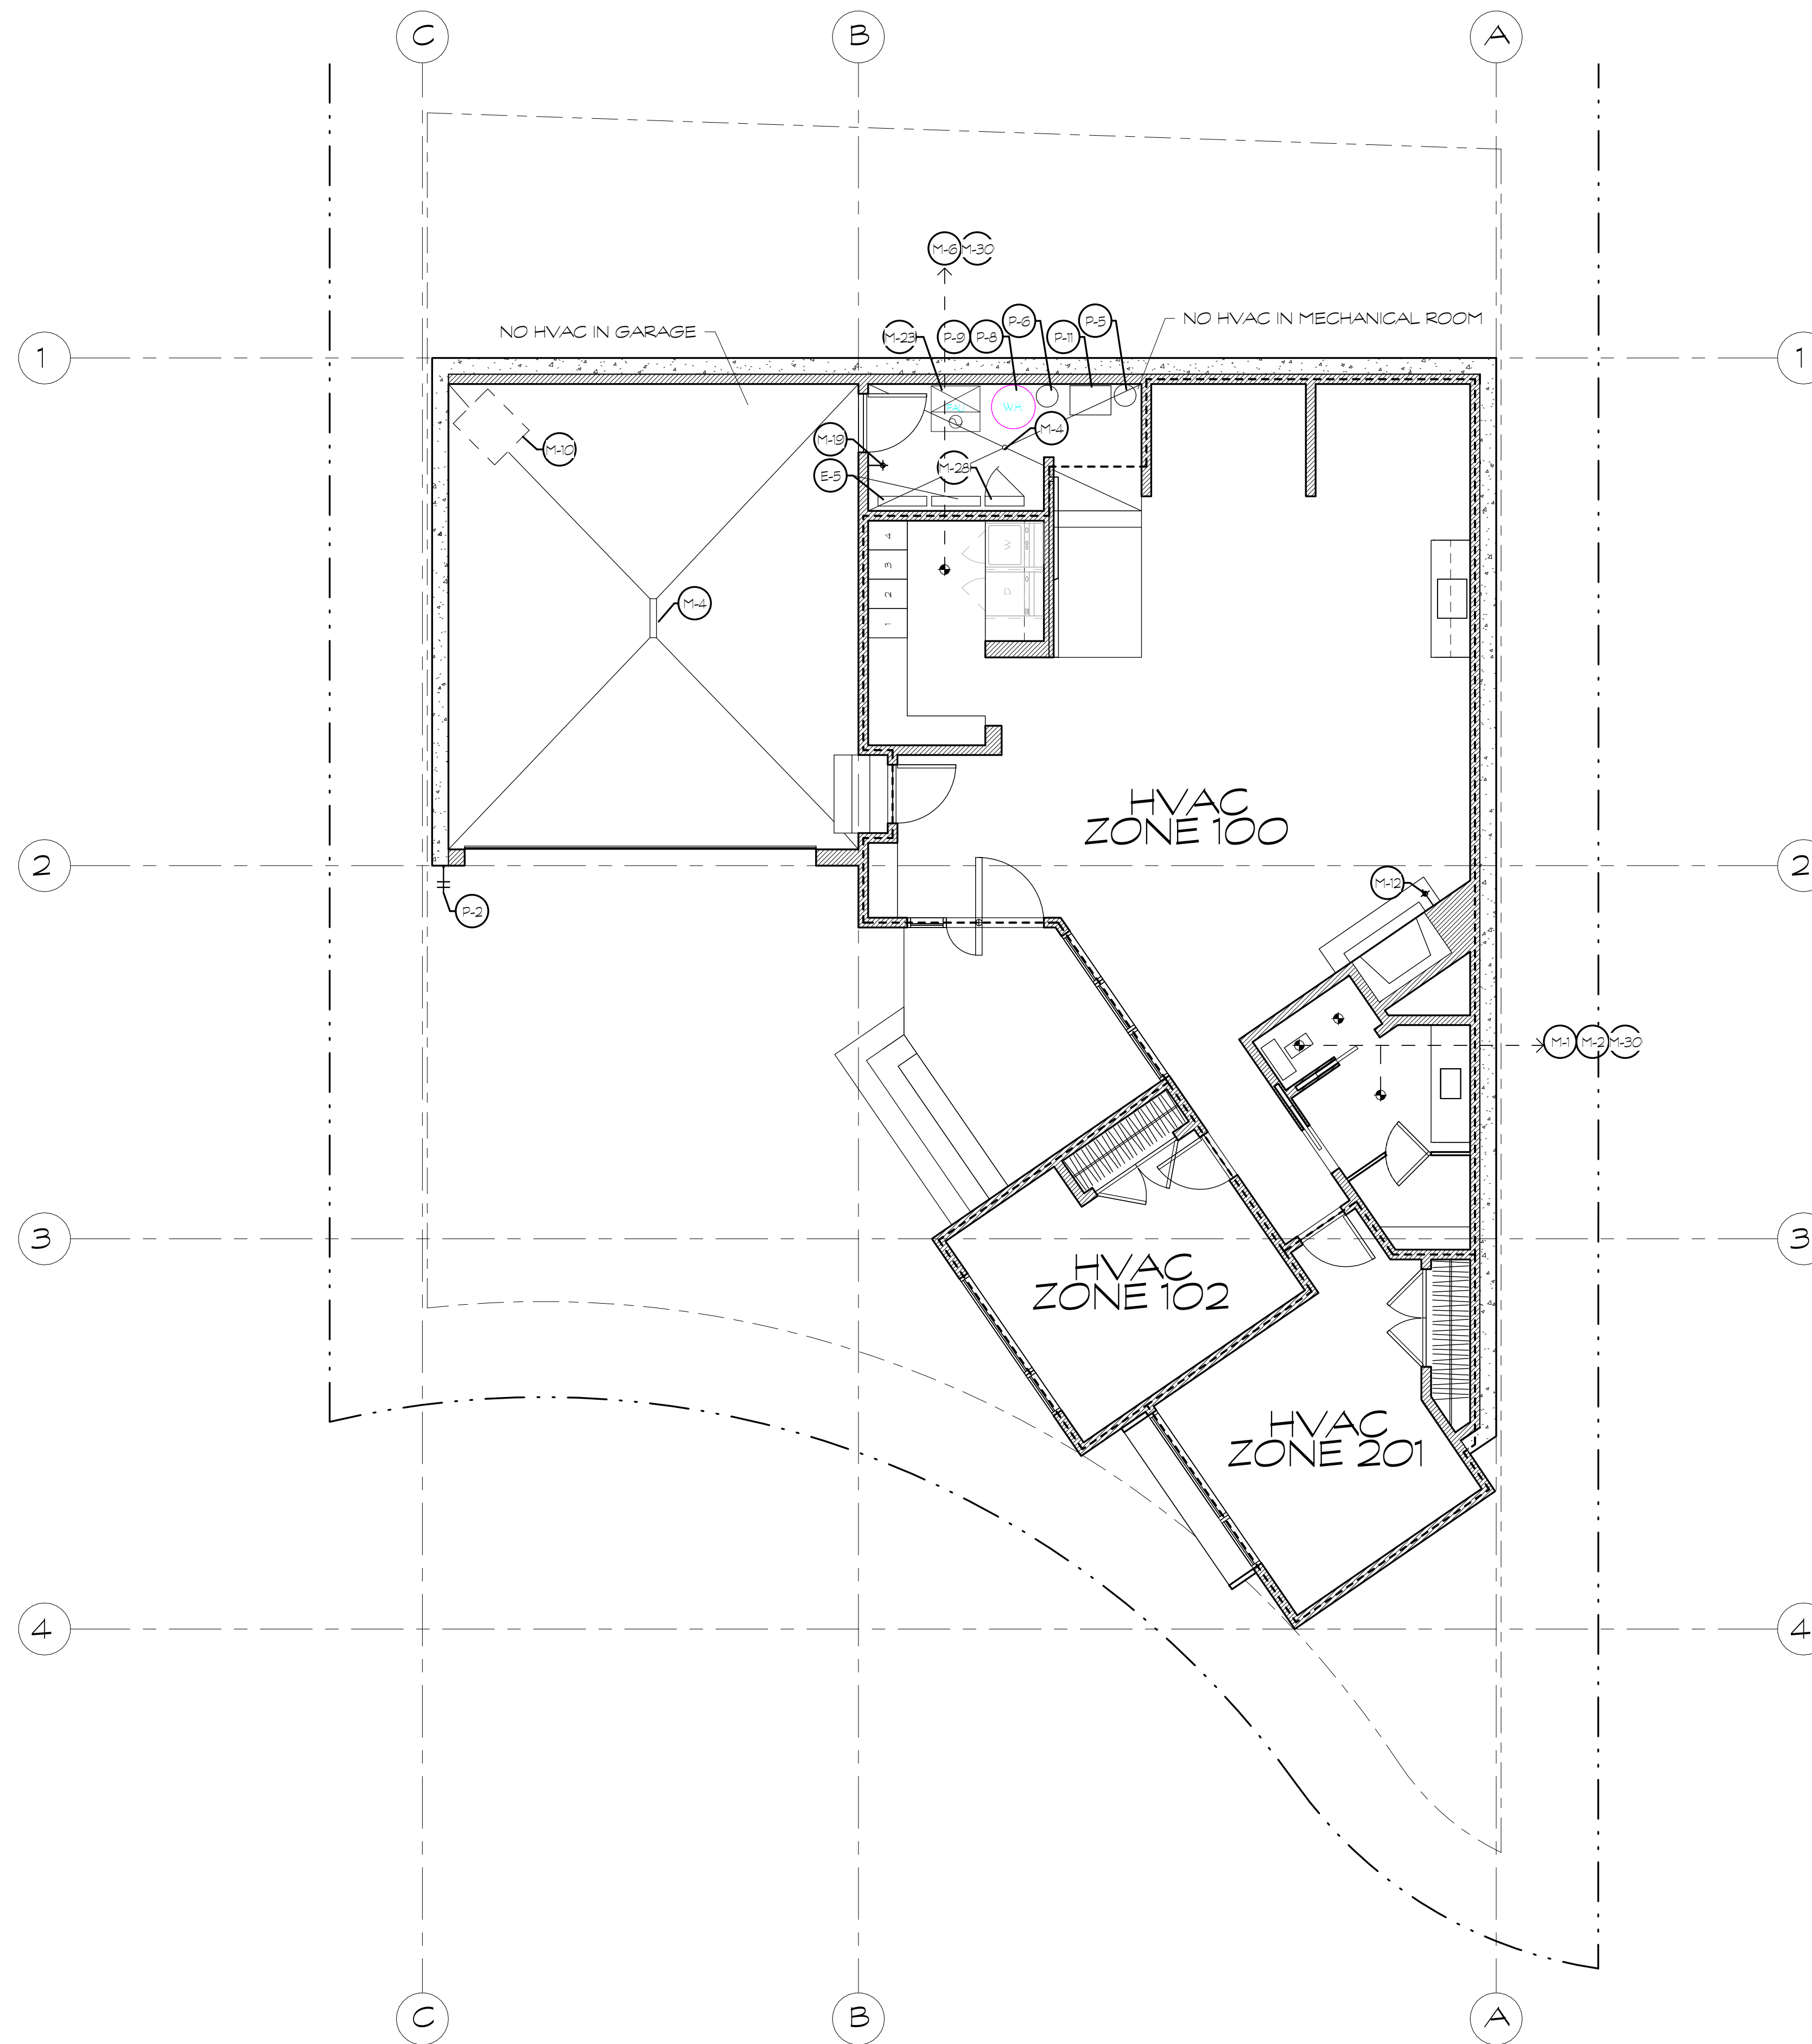 C
B
A
M-6
M-30
NO HVAC IN GARAGE
NO HVAC IN MECHANICAL ROOM
M-23
P-9
P-8
P-6
P-11
P-5
1
1
FAU
W.H.
M-10
M-19
M-4
E-5
M-28
4
3
2
1
W
D
M-4
HVAC
ZONE 100
2
2
M-12
P-2
M-1
M-2
M-30
3
3
HVAC
ZONE 102
HVAC
ZONE 201
4
4
C
B
A